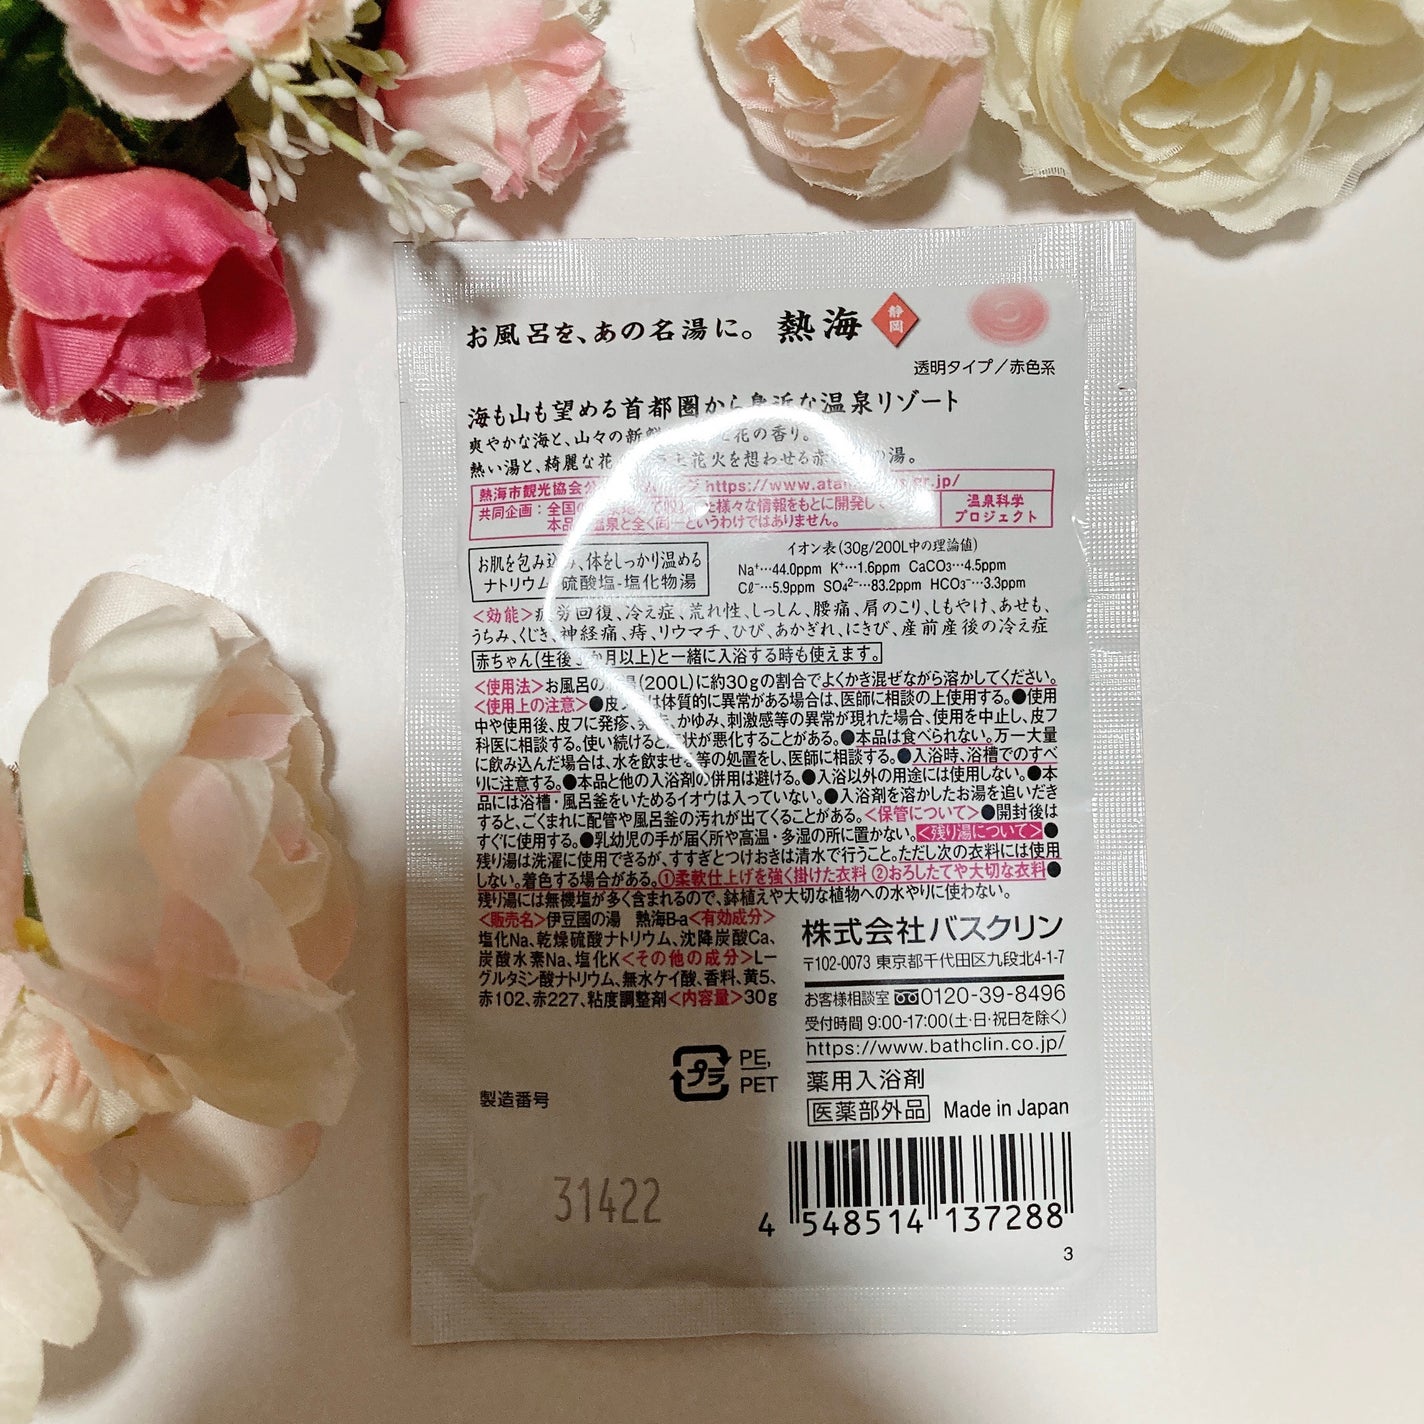 お風呂を、あの名湯に。 熱海 静岡
透明タイプ/赤色系
海も山も望める首都圏から身近な温泉リゾート
爽やかな海と、山々の新 花の香り。
熱い湯と、綺麗な花 と花火を想わせる赤 の湯。
熱海市観光協会 https://www.ata .jp/
共同企画: 全国の 様々な情報をもとに開発して
本品 温泉と全く同一というわけではありません。
温泉科学
プロジェクト
お肌を包み込み、体をしっかり温める
ナトリウム 硫酸塩-塩化物湯
イオン表(30g/200L中の理論値)
Na⁺…44.0ppm K⁺…1.6ppm CaCO₃…4.5ppm
Cℓ⁻…5.9ppm SO₄²⁻…83.2ppm HCO₃⁻…3.3ppm
<効能>疲労回復、冷え症、荒れ性、しっしん、腰痛、肩のこり、しもやけ、あせも、
うちみ、くじき、神経痛、痔、リウマチ、ひび、あかぎれ、にきび、産前産後の冷え症
赤ちゃん(生後 か月以上)と一緒に入浴する時も使えます。
<使用法>お風呂の (200L)に約30gの割合でよくかき混ぜながら溶かしてください。
<使用上の注意>●皮 は体質的に異常がある場合は、医師に相談の上使用する。●使用
中や使用後、皮フに発疹、発赤、かゆみ、刺激感等の異常が現れた場合、使用を中止し、皮フ
科医に相談する。使い続けると症状が悪化することがある。●本品は食べられない。万一大量
に飲み込んだ場合は、水を飲ませる等の処置をし、医師に相談する。●入浴時、浴槽でのすべ
りに注意する。●本品と他の入浴剤の併用は避ける。●入浴以外の用途には使用しない。●本
品には浴槽・風呂釜をいためるイオウは入っていない。●入浴剤を溶かしたお湯を追いだき
すると、ごくまれに配管や風呂釜の汚れが出てくることがある。<保管について>●開封後は
すぐに使用する。●乳幼児の手が届く所や高温・多湿の所に置かない。<残り湯について>●
残り湯は洗濯に使用できるが、すすぎとつけおきは清水で行うこと。ただし次の衣料には使用
しない。着色する場合がある。①柔軟仕上げを強く掛けた衣料 ②おろしたてや大切な衣料●
残り湯には無機塩が多く含まれるので、鉢植えや大切な植物への水やりに使わない。
<販売名>伊豆國の湯 熱海B-a<有効成分>
塩化Na、乾燥硫酸ナトリウム、沈降炭酸Ca、
炭酸水素Na、塩化K<その他の成分>L-
グルタミン酸ナトリウム、無水ケイ酸、香料、黄5、
赤102、赤227、粘度調整剤<内容量>30g
株式会社バスクリン
〒102-0073 東京都千代田区九段北4-1-7
お客様相談室 0120-39-8496
受付時間 9:00-17:00(土・日・祝日を除く)
https://www.bathclin.co.jp/
プラ PE,
PET
薬用入浴剤
医薬部外品 Made in Japan
製造番号
31422
4 548514 137288
3